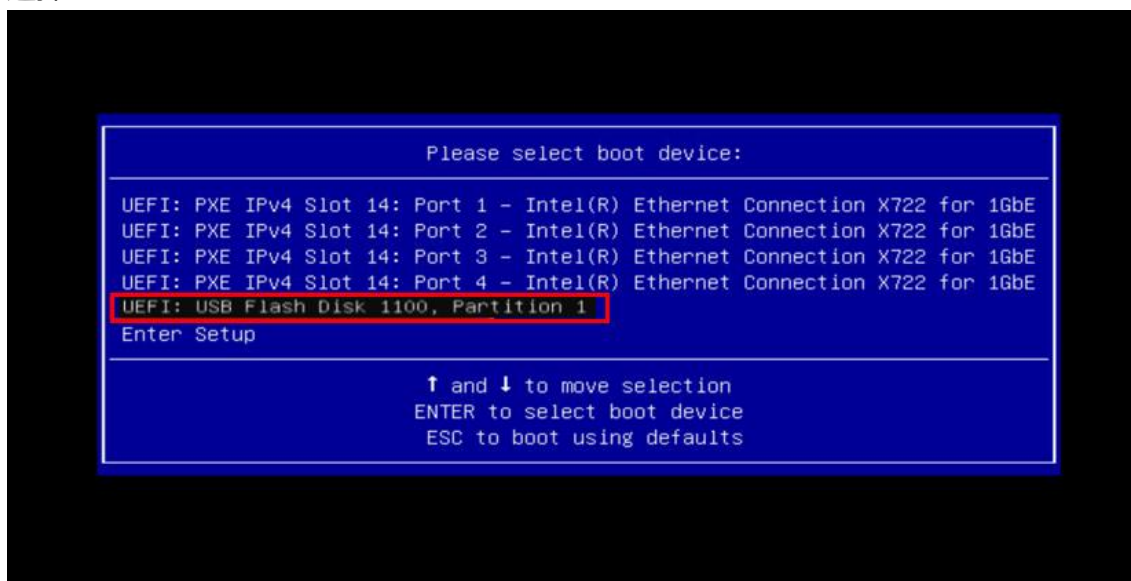 Please select boot device:
UEFI: PXE IPv4 Slot 14: Port 1 – Intel(R) Ethernet Connection X722 for 1GbE
UEFI: PXE IPv4 Slot 14: Port 2 – Intel(R) Ethernet Connection X722 for 1GbE
UEFI: PXE IPv4 Slot 14: Port 3 – Intel(R) Ethernet Connection X722 for 1GbE
UEFI: PXE IPv4 Slot 14: Port 4 – Intel(R) Ethernet Connection X722 for 1GbE
UEFI: USB Flash Disk 1100, Partition 1
Enter Setup
↑ and ↓ to move selection
ENTER to select boot device
ESC to boot using defaults